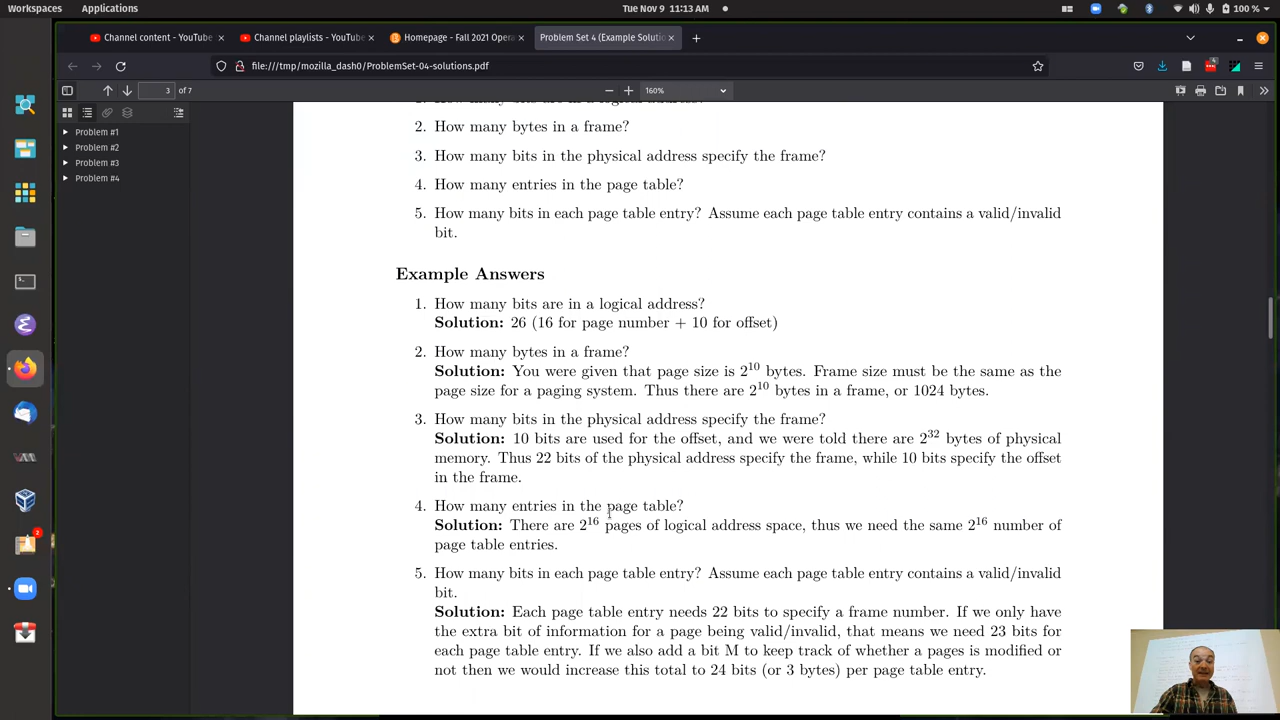 Workspaces Applications Tue Nov 9 11:13 AM 100 %
Channel content - YouTube × Channel playlists - YouTube × Homepage - Fall 2021 Opera × Problem Set 4 (Example Solutio ×
file:///tmp/mozilla_dash0/ProblemSet-04-solutions.pdf
3 of 7 160%
Problem #1
Problem #2
Problem #3
Problem #4
2. How many bytes in a frame?
3. How many bits in the physical address specify the frame?
4. How many entries in the page table?
5. How many bits in each page table entry? Assume each page table entry contains a valid/invalid
bit.
Example Answers
1. How many bits are in a logical address?
Solution: 26 (16 for page number + 10 for offset)
2. How many bytes in a frame?
Solution: You were given that page size is 2^10 bytes. Frame size must be the same as the
page size for a paging system. Thus there are 2^10 bytes in a frame, or 1024 bytes.
3. How many bits in the physical address specify the frame?
Solution: 10 bits are used for the offset, and we were told there are 2^32 bytes of physical
memory. Thus 22 bits of the physical address specify the frame, while 10 bits specify the offset
in the frame.
4. How many entries in the page table?
Solution: There are 2^16 pages of logical address space, thus we need the same 2^16 number of
page table entries.
5. How many bits in each page table entry? Assume each page table entry contains a valid/invalid
bit.
Solution: Each page table entry needs 22 bits to specify a frame number. If we only have
the extra bit of information for a page being valid/invalid, that means we need 23 bits for
each page table entry. If we also add a bit M to keep track of whether a pages is modified or
not then we would increase this total to 24 bits (or 3 bytes) per page table entry.